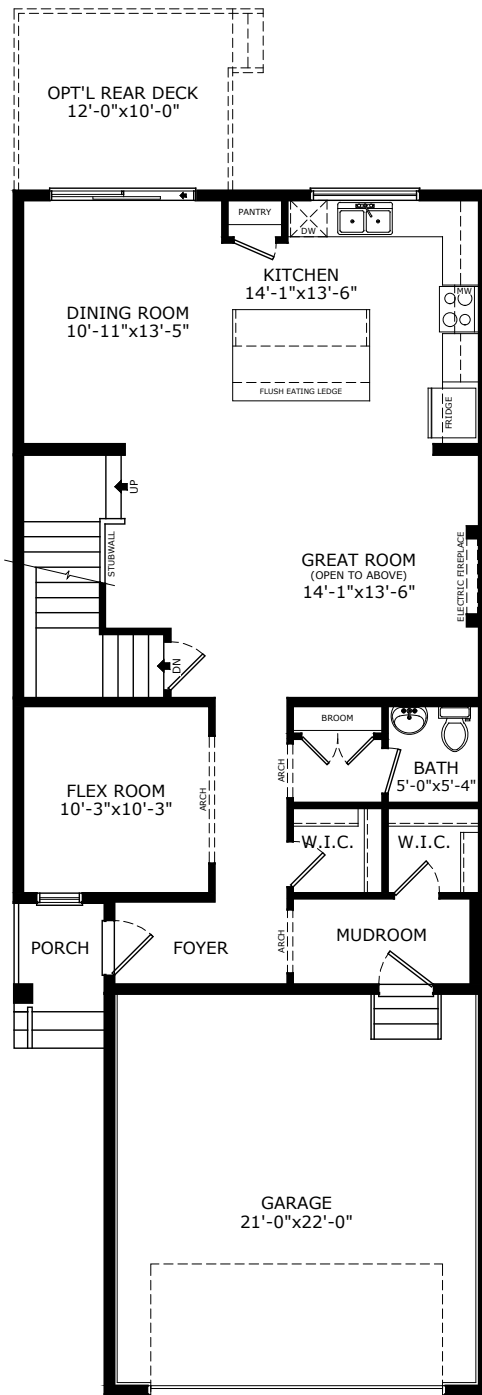 OPT'L REAR DECK
12'-0"x10'-0"
PANTRY
DW
KITCHEN
14'-1"x13'-6"
MW
DINING ROOM
10'-11"x13'-5"
FLUSH EATING LEDGE
FRIDGE
UP
STUBWALL
GREAT ROOM
(OPEN TO ABOVE)
14'-1"x13'-6"
ELECTRIC FIREPLACE
DN
BROOM
FLEX ROOM
10'-3"x10'-3"
ARCH
ARCH
BATH
5'-0"x5'-4"
W.I.C.
W.I.C.
PORCH
FOYER
ARCH
MUDROOM
GARAGE
21'-0"x22'-0"